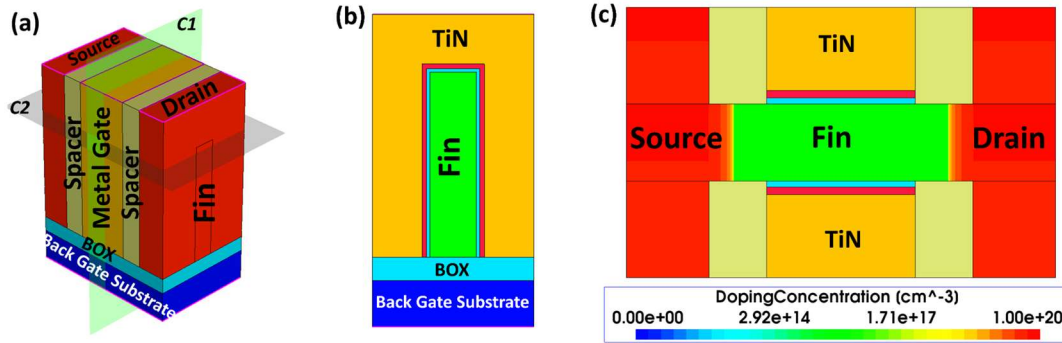 (a)
C1
Source
C2
Drain
Spacer
Metal Gate
Spacer
Fin
BOX
Back Gate Substrate
(b)
TiN
Fin
BOX
Back Gate Substrate
(c)
TiN
Source
Fin
Drain
TiN
DopingConcentration (cm^-3)
0.00e+00 2.92e+14 1.71e+17 1.00e+20